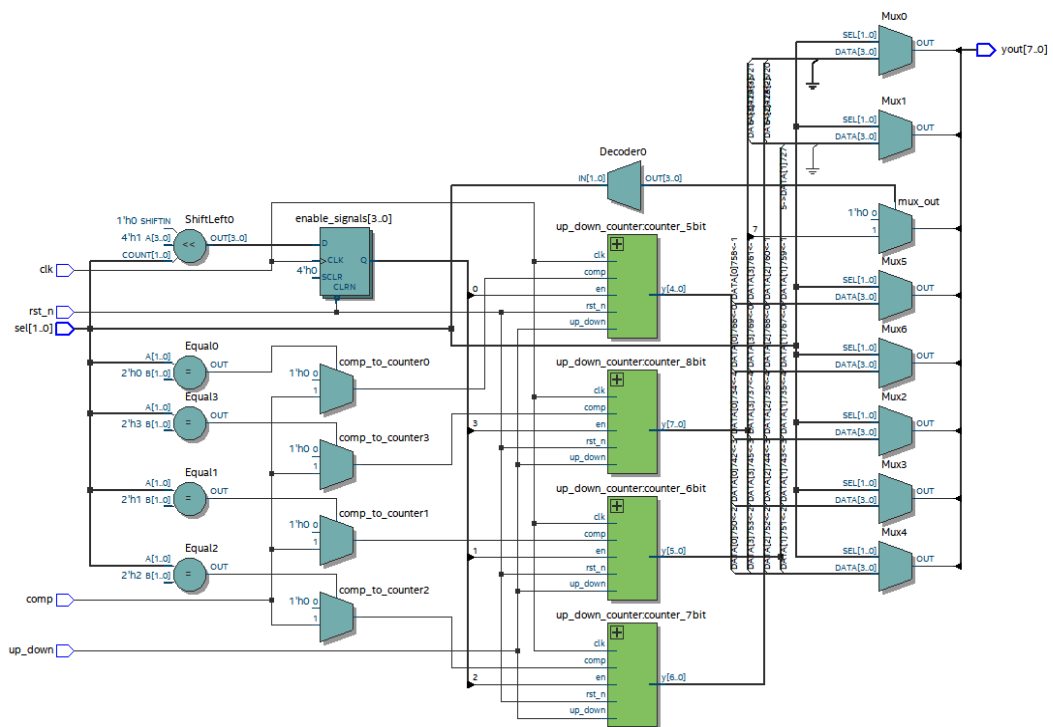 Mux0
SEL[1..0]
DATA[3..0]
OUT
yout[7..0]
Mux1
SEL[1..0]
DATA[3..0]
OUT
Decoder0
IN[1..0]
OUT[3..0]
mux_out
1'h0 0
1
7
ShiftLeft0
1'h0 SHIFTIN
4'h1 A[3..0]
COUNT[1..0]
<<
OUT[3..0]
enable_signals[3..0]
D
CLK
4'h0
SCLR
CLRN
Q
clk
rst_n
sel[1..0]
up_down_counter:counter_5bit
clk
comp
0
en
rst_n
up_down
y[4..0]
Mux5
SEL[1..0]
DATA[3..0]
OUT
Mux6
SEL[1..0]
DATA[3..0]
OUT
Equal0
A[1..0]
2'h0 B[1..0]
=
OUT
comp_to_counter0
1'h0 0
1
up_down_counter:counter_8bit
clk
comp
3
en
rst_n
up_down
y[7..0]
Equal3
A[1..0]
2'h3 B[1..0]
=
OUT
comp_to_counter3
1'h0 0
1
Mux2
SEL[1..0]
DATA[3..0]
OUT
Equal1
A[1..0]
2'h1 B[1..0]
=
OUT
comp_to_counter1
1'h0 0
1
up_down_counter:counter_6bit
clk
comp
1
en
rst_n
up_down
y[5..0]
Mux3
SEL[1..0]
DATA[3..0]
OUT
Mux4
SEL[1..0]
DATA[3..0]
OUT
Equal2
A[1..0]
2'h2 B[1..0]
=
OUT
comp_to_counter2
1'h0 0
1
comp
up_down
up_down_counter:counter_7bit
clk
comp
2
en
rst_n
up_down
y[6..0]